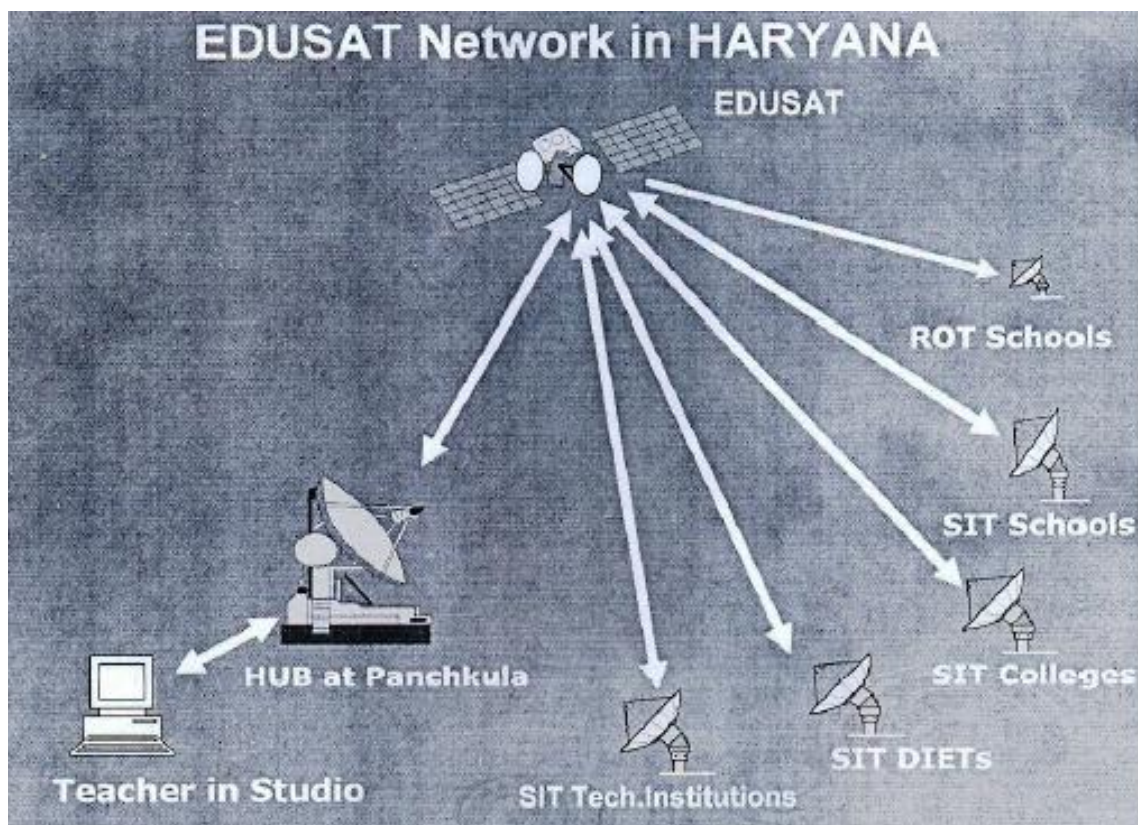 EDUSAT Network in HARYANA
EDUSAT
ROT Schools
SIT Schools
SIT Colleges
HUB at Panchkula
SIT DIETs
Teacher in Studio
SIT Tech.Institutions